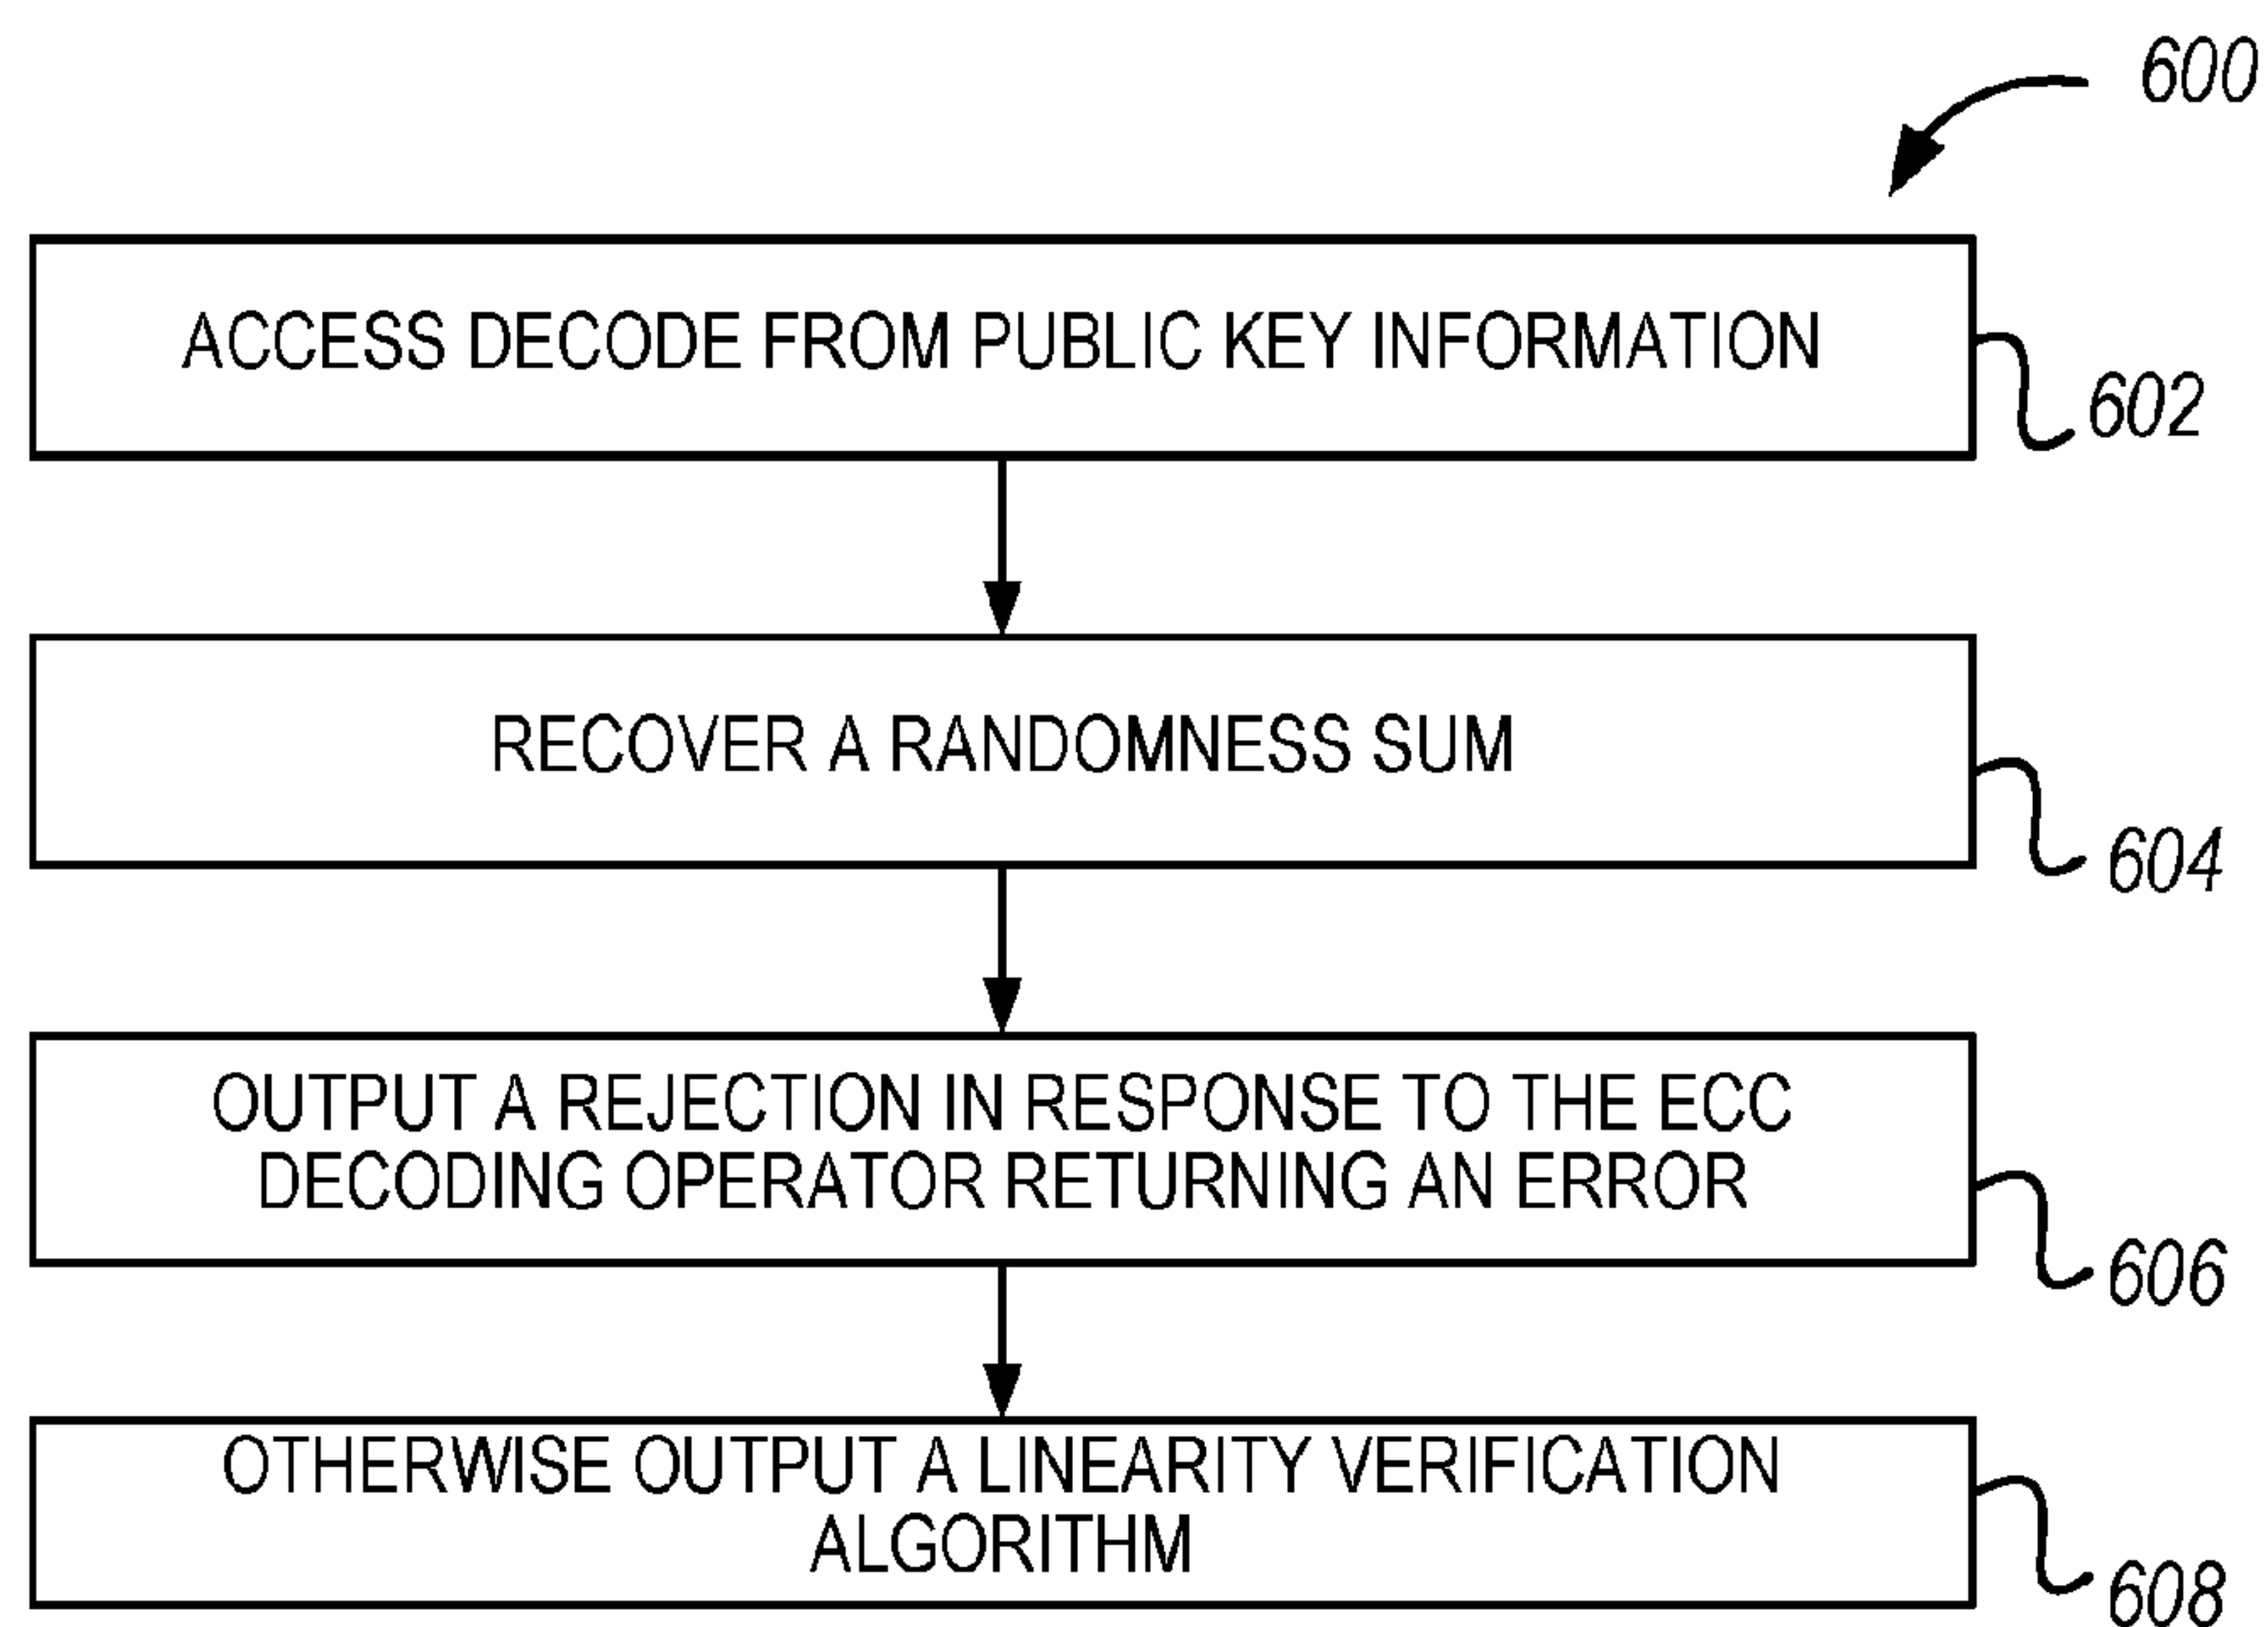 600
ACCESS DECODE FROM PUBLIC KEY INFORMATION
602
RECOVER A RANDOMNESS SUM
604
OUTPUT A REJECTION IN RESPONSE TO THE ECC
DECODING OPERATOR RETURNING AN ERROR
606
OTHERWISE OUTPUT A LINEARITY VERIFICATION
ALGORITHM
608